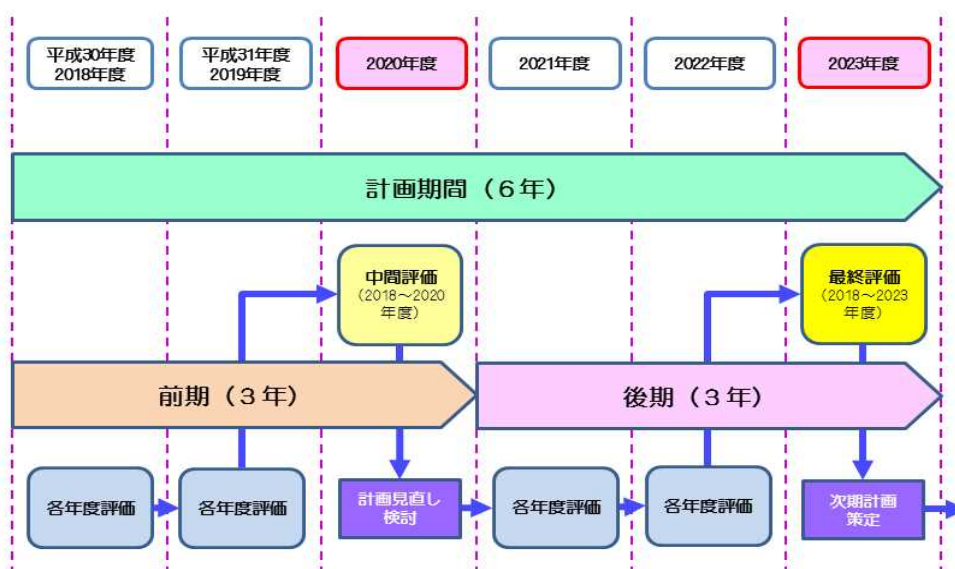 平成30年度
2018年度
平成31年度
2019年度
2020年度
2021年度
2022年度
2023年度
計画期間（6年）
中間評価
（2018～2020
年度）
最終評価
（2018～2023
年度）
前期（3年）
後期（3年）
各年度評価
各年度評価
計画見直し
検討
各年度評価
各年度評価
次期計画
策定